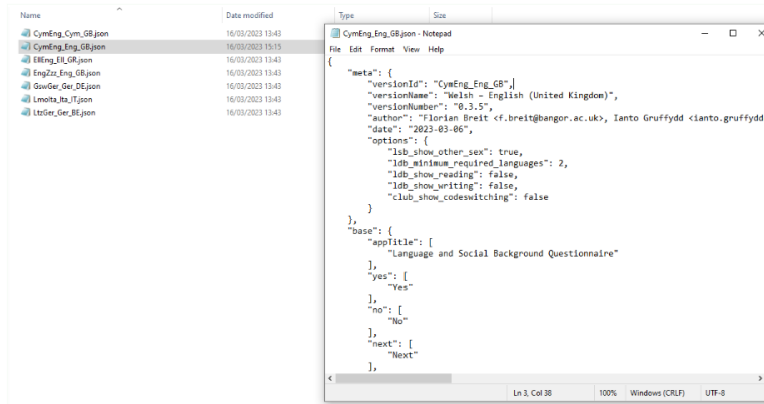 Name
Date modified
Type
Size
CymEng_Cym_GB.json
16/03/2023 13:43
CymEng_Eng_GB.json
16/03/2023 15:15
EllEng_Ell_GR.json
16/03/2023 13:43
EngZzz_Eng_GB.json
16/03/2023 13:43
GswGer_Ger_DE.json
16/03/2023 13:43
LmoIta_Ita_IT.json
16/03/2023 13:43
LtzGer_Ger_BE.json
16/03/2023 13:43
CymEng_Eng_GB.json - Notepad
File Edit Format View Help
{
"meta": {
"versionId": "CymEng_Eng_GB",
"versionName": "Welsh – English (United Kingdom)",
"versionNumber": "0.3.5",
"author": "Florian Breit <f.breit@bangor.ac.uk>, Ianto Gruffydd <ianto.gruffydd
"date": "2023-03-06",
"options": {
"lsb_show_other_sex": true,
"ldb_minimum_required_languages": 2,
"ldb_show_reading": false,
"ldb_show_writing": false,
"club_show_codeswitching": false
}
},
"base": {
"appTitle": [
"Language and Social Background Questionnaire"
],
"yes": [
"Yes"
],
"no": [
"No"
],
"next": [
"Next"
],
Ln 3, Col 38
100%
Windows (CRLF)
UTF-8